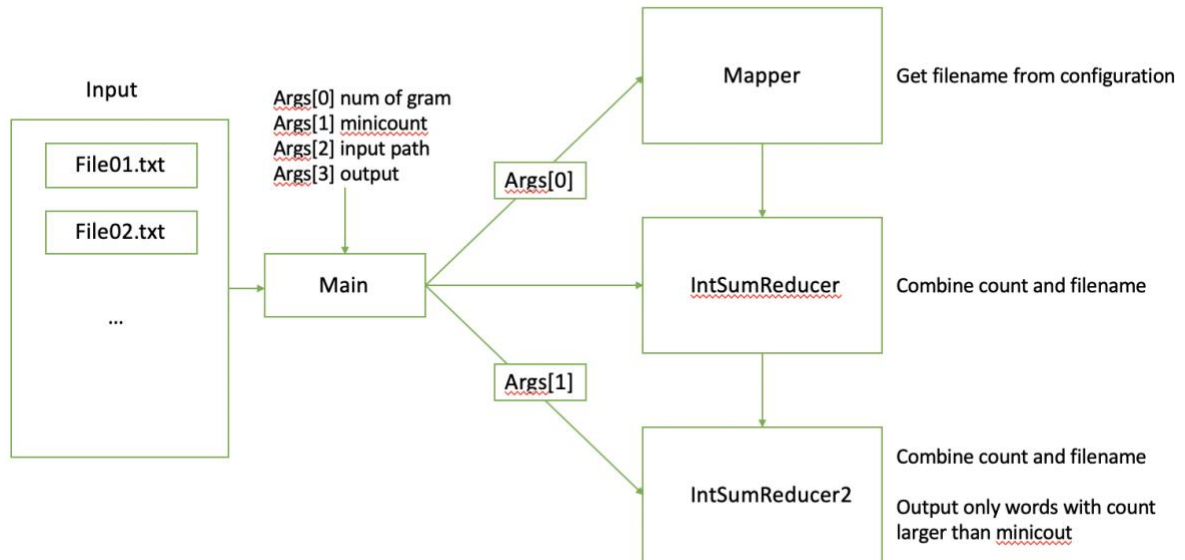 Input
File01.txt
File02.txt
...
Args[0] num of gram
Args[1] minicount
Args[2] input path
Args[3] output
Main
Args[0]
Args[1]
Mapper
Get filename from configuration
IntSumReducer
Combine count and filename
IntSumReducer2
Combine count and filename
Output only words with count
larger than minicout